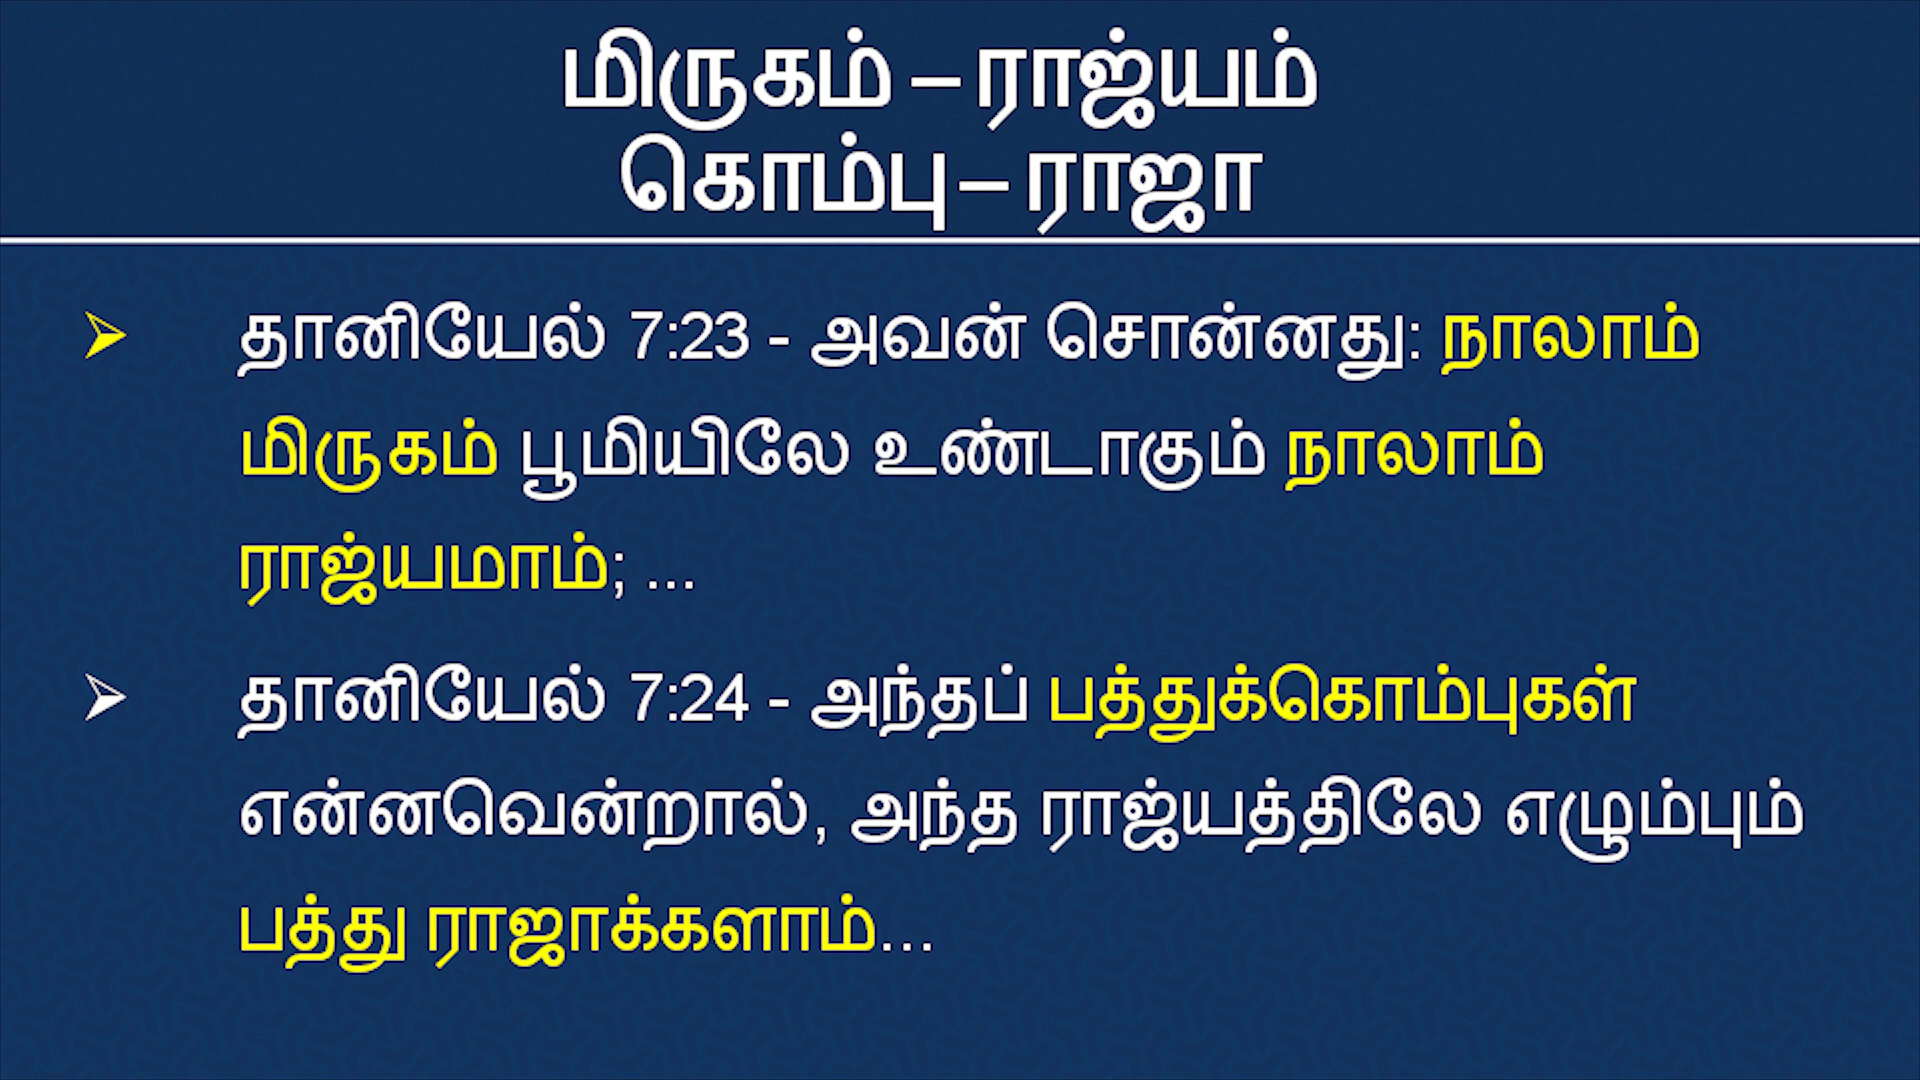 மிருகம் – ராஜ்யம்
கொம்பு – ராஜா
தானியேல் 7:23 - அவன் சொன்னது: நாலாம்
மிருகம் பூமியிலே உண்டாகும் நாலாம்
ராஜ்யமாம்; ...
தானியேல் 7:24 - அந்தப் பத்துக்கொம்புகள்
என்னவென்றால், அந்த ராஜ்யத்திலே எழும்பும்
பத்து ராஜாக்களாம்...